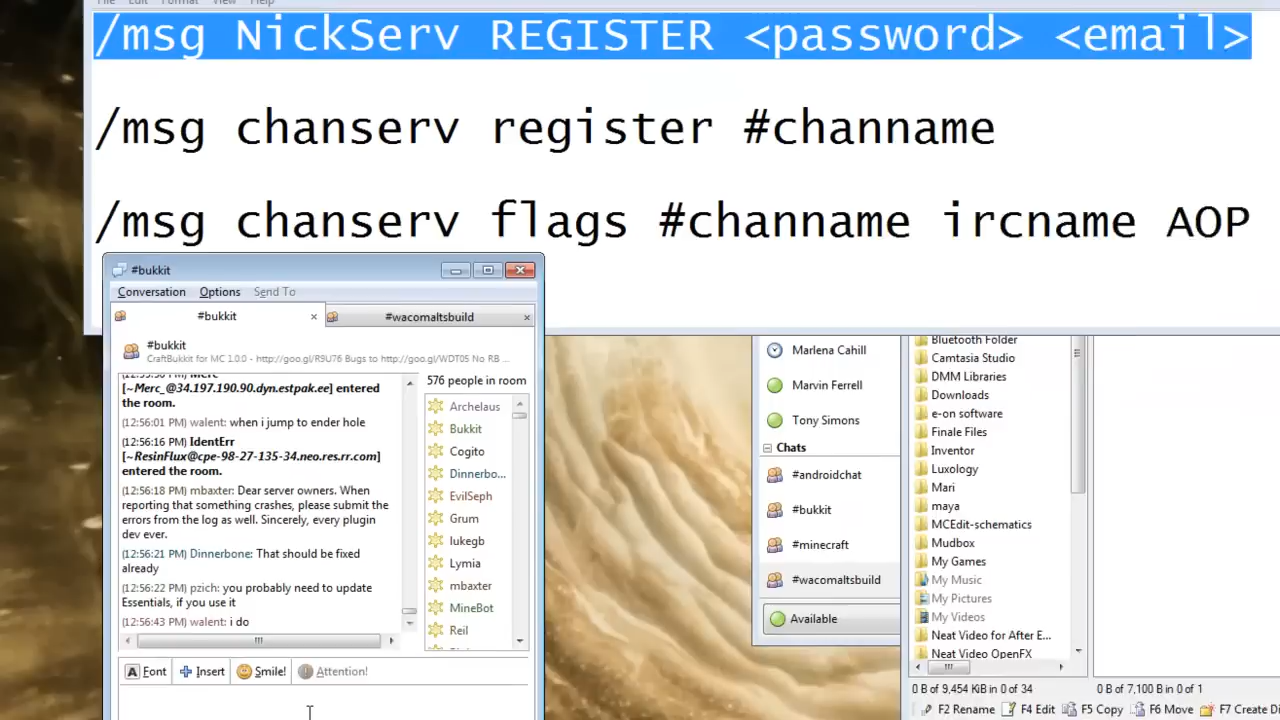 File Edit Format View Help
/msg NickServ REGISTER <password> <email>
/msg chanserv register #channame
/msg chanserv flags #channame ircname AOP
#bukkit
Conversation Options Send To
#bukkit
#wacomaltsbuild
#bukkit
CraftBukkit for MC 1.0.0 - http://goo.gl/R9U76 Bugs to http://goo.gl/WDT05 No RB ...
[~Merc_@34.197.190.90.dyn.estpak.ee] entered
the room.
(12:56:01 PM) walent: when i jump to ender hole
(12:56:16 PM) IdentErr
[~ResinFlux@cpe-98-27-135-34.neo.res.rr.com]
entered the room.
(12:56:18 PM) mbaxter: Dear server owners. When
reporting that something crashes, please submit the
errors from the log as well. Sincerely, every plugin
dev ever.
(12:56:21 PM) Dinnerbone: That should be fixed
already
(12:56:22 PM) pzich: you probably need to update
Essentials, if you use it
(12:56:43 PM) walent: i do
576 people in room
Archelaus
Bukkit
Cogito
Dinnerbo...
EvilSeph
Grum
lukegb
Lymia
mbaxter
MineBot
Reil
Font Insert Smile! Attention!
Marlena Cahill
Marvin Ferrell
Tony Simons
Chats
#androidchat
#bukkit
#minecraft
#wacomaltsbuild
Available
Bluetooth Folder
Camtasia Studio
DMM Libraries
Downloads
e-on software
Finale Files
Inventor
Luxology
Mari
maya
MCEdit-schematics
Mudbox
My Games
My Music
My Pictures
My Videos
Neat Video for After E...
Neat Video OpenFX
0 B of 9,454 KiB in 0 of 34
0 B of 7,100 B in 0 of 1
F2 Rename F4 Edit F5 Copy F6 Move F7 Create Di